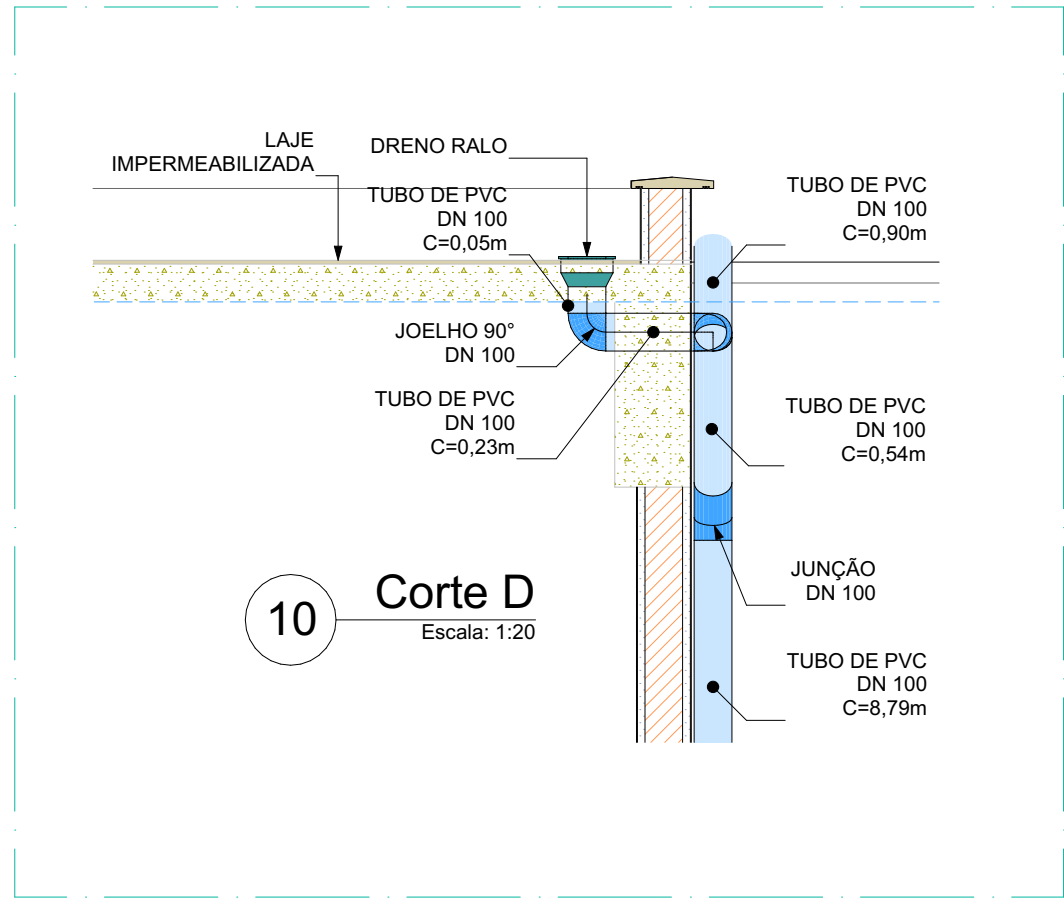 LAJE
IMPERMEABILIZADA
DRENO RALO
TUBO DE PVC
DN 100
C=0,05m
TUBO DE PVC
DN 100
C=0,90m
JOELHO 90°
DN 100
TUBO DE PVC
DN 100
C=0,23m
TUBO DE PVC
DN 100
C=0,54m
JUNÇÃO
DN 100
10
Corte D
Escala: 1:20
TUBO DE PVC
DN 100
C=8,79m